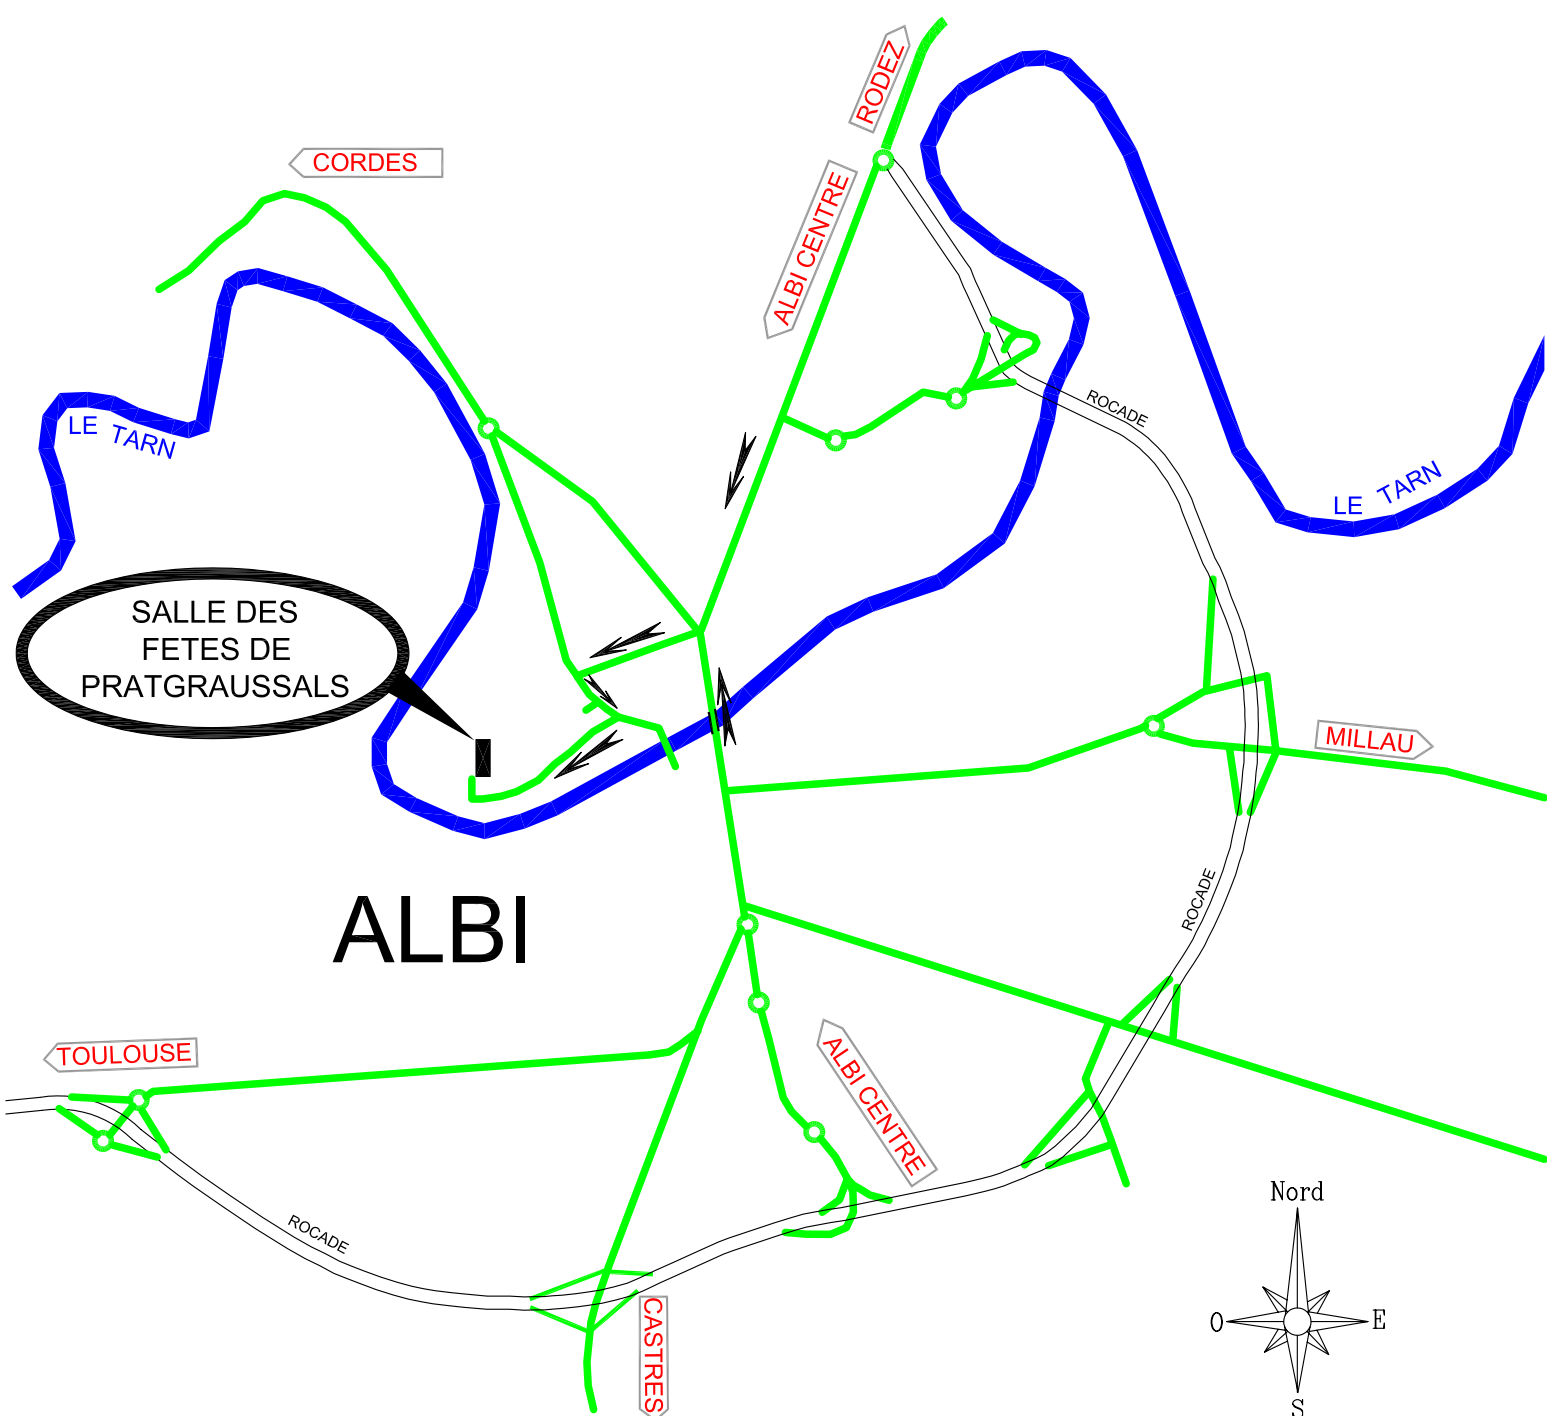 RODEZ
CORDES
ALBI CENTRE
ROCADE
LE TARN
LE TARN
SALLE DES
FETES DE
PRATGRAUSSALS
MILLAU
ROCADE
ALBI
TOULOUSE
ALBI CENTRE
ROCADE
CASTRES
Nord
O
E
S